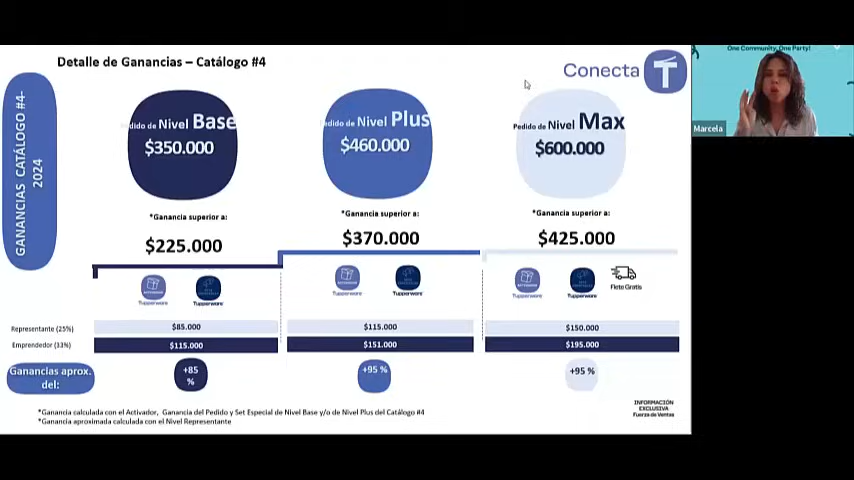 Detalle de Ganancias – Catálogo #4
Conecta
T
GANANCIAS CATÁLOGO #4-
2024
Pedido de Nivel Base
$350.000
Pedido de Nivel Plus
$460.000
Pedido de Nivel Max
$600.000
*Ganancia superior a:
$225.000
*Ganancia superior a:
$370.000
*Ganancia superior a:
$425.000
Tupperware
Tupperware
Tupperware
Tupperware
Tupperware
Tupperware
Flete Gratis
Representante (25%)
$85.000
$115.000
$150.000
Emprendedor (33%)
$115.000
$151.000
$195.000
Ganancias aprox.
del:
+85
%
+95 %
+95 %
*Ganancia calculada con el Activador, Ganancia del Pedido y Set Especial de Nivel Base y/o de Nivel Plus del Catálogo #4
*Ganancia aproximada calculada con el Nivel Representante
INFORMACIÓN
EXCLUSIVA
Fuerza de Ventas
One Community, One Party!
Marcela